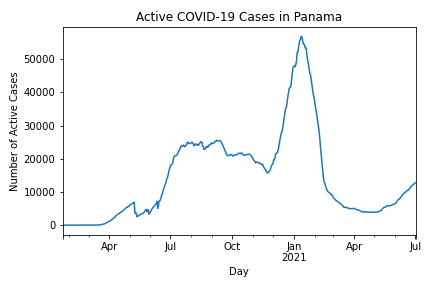 Active COVID-19 Cases in Panama
Number of Active Cases
50000
40000
30000
20000
10000
0
Apr Jul Oct Jan Apr Jul
2021
Day